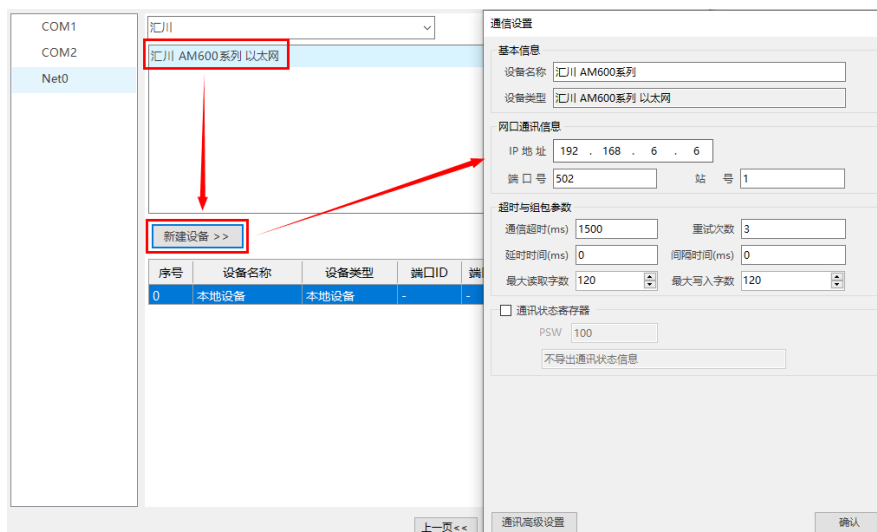 COM1
COM2
Net0
汇川
汇川 AM600系列 以太网
新建设备 >>
序号 设备名称 设备类型 端口ID
0 本地设备 本地设备 - -
上一页<<
通信设置
基本信息
设备名称 汇川 AM600系列
设备类型 汇川 AM600系列 以太网
网口通讯信息
IP 地 址 192 . 168 . 6 . 6
端 口 号 502 站 号 1
超时与组包参数
通信超时(ms) 1500 重试次数 3
延时时间(ms) 0 间隔时间(ms) 0
最大读取字数 120 最大写入字数 120
通讯状态寄存器
PSW 100
不导出通讯状态信息
通讯高级设置 确认